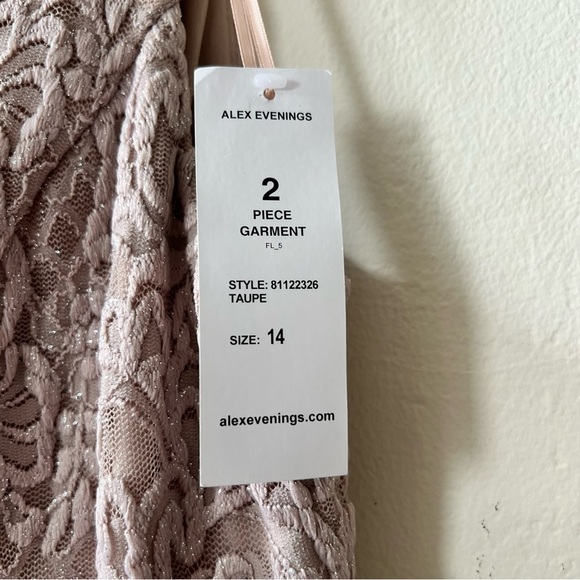 ALEX EVENINGS
2
PIECE
GARMENT
FL_5
STYLE: 81122326
TAUPE
SIZE: 14
alexevenings.com